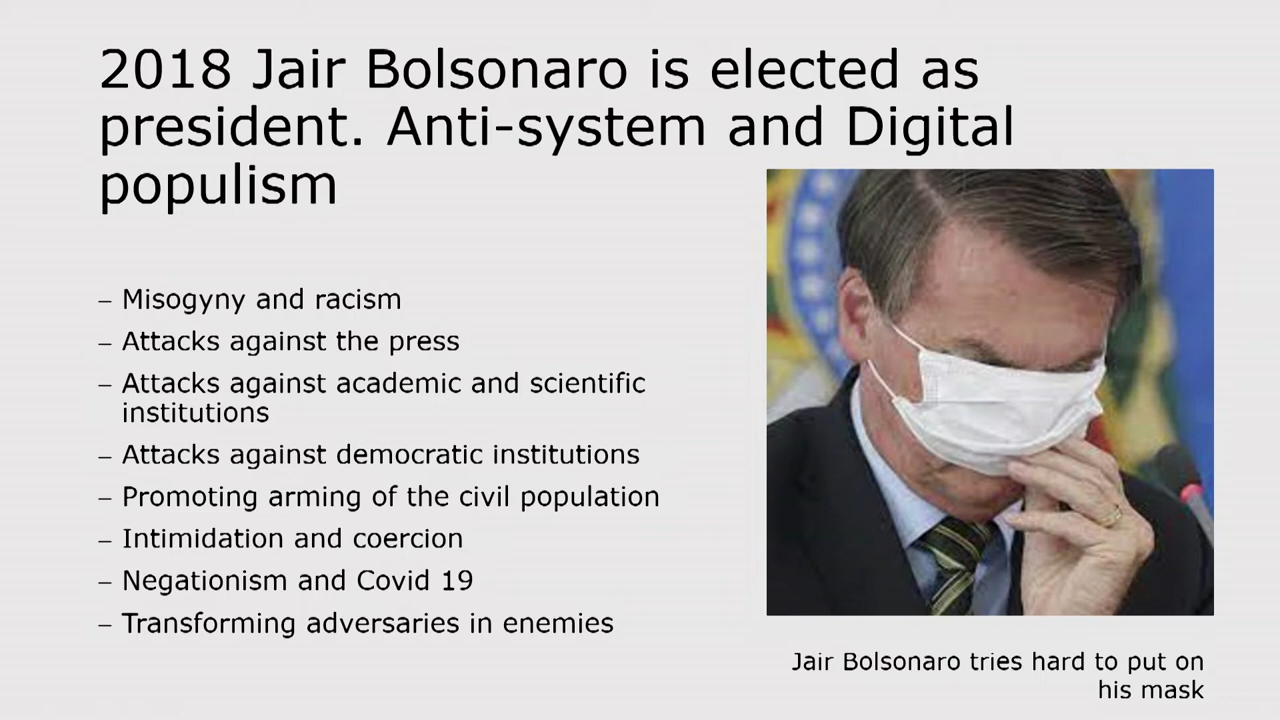 2018 Jair Bolsonaro is elected as
president. Anti-system and Digital
populism
– Misogyny and racism
– Attacks against the press
– Attacks against academic and scientific
institutions
– Attacks against democratic institutions
– Promoting arming of the civil population
– Intimidation and coercion
– Negationism and Covid 19
– Transforming adversaries in enemies
Jair Bolsonaro tries hard to put on
his mask